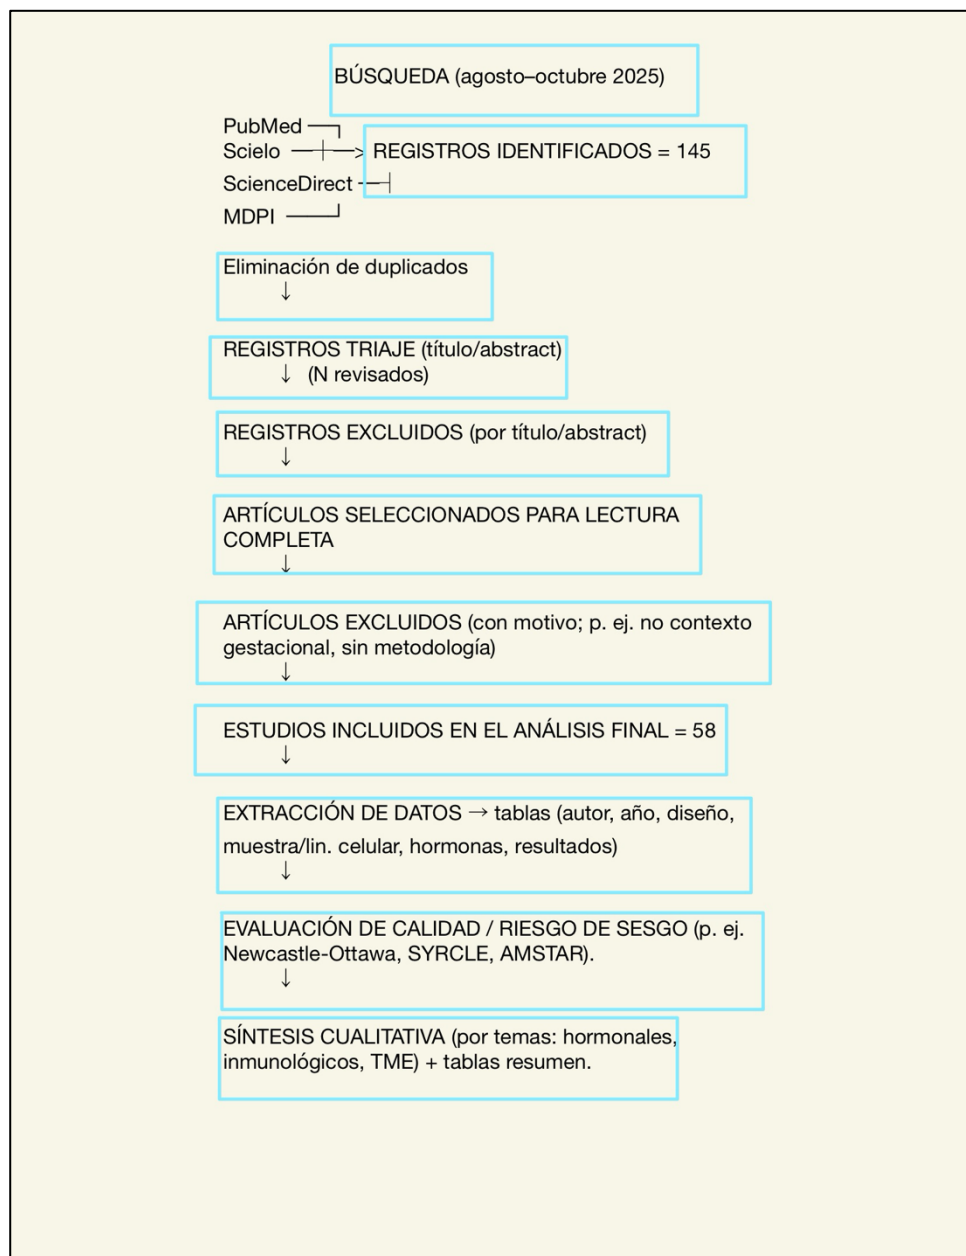 BÚSQUEDA (agosto–octubre 2025)
PubMed
Scielo
REGISTROS IDENTIFICADOS = 145
ScienceDirect
MDPI
Eliminación de duplicados
↓
REGISTROS TRIAJE (título/abstract)
↓ (N revisados)
REGISTROS EXCLUIDOS (por título/abstract)
↓
ARTÍCULOS SELECCIONADOS PARA LECTURA
COMPLETA
↓
ARTÍCULOS EXCLUIDOS (con motivo; p. ej. no contexto
gestacional, sin metodología)
↓
ESTUDIOS INCLUIDOS EN EL ANÁLISIS FINAL = 58
↓
EXTRACCIÓN DE DATOS → tablas (autor, año, diseño,
muestra/lin. celular, hormonas, resultados)
↓
EVALUACIÓN DE CALIDAD / RIESGO DE SESGO (p. ej.
Newcastle-Ottawa, SYRCLE, AMSTAR).
↓
SÍNTESIS CUALITATIVA (por temas: hormonales,
inmunológicos, TME) + tablas resumen.